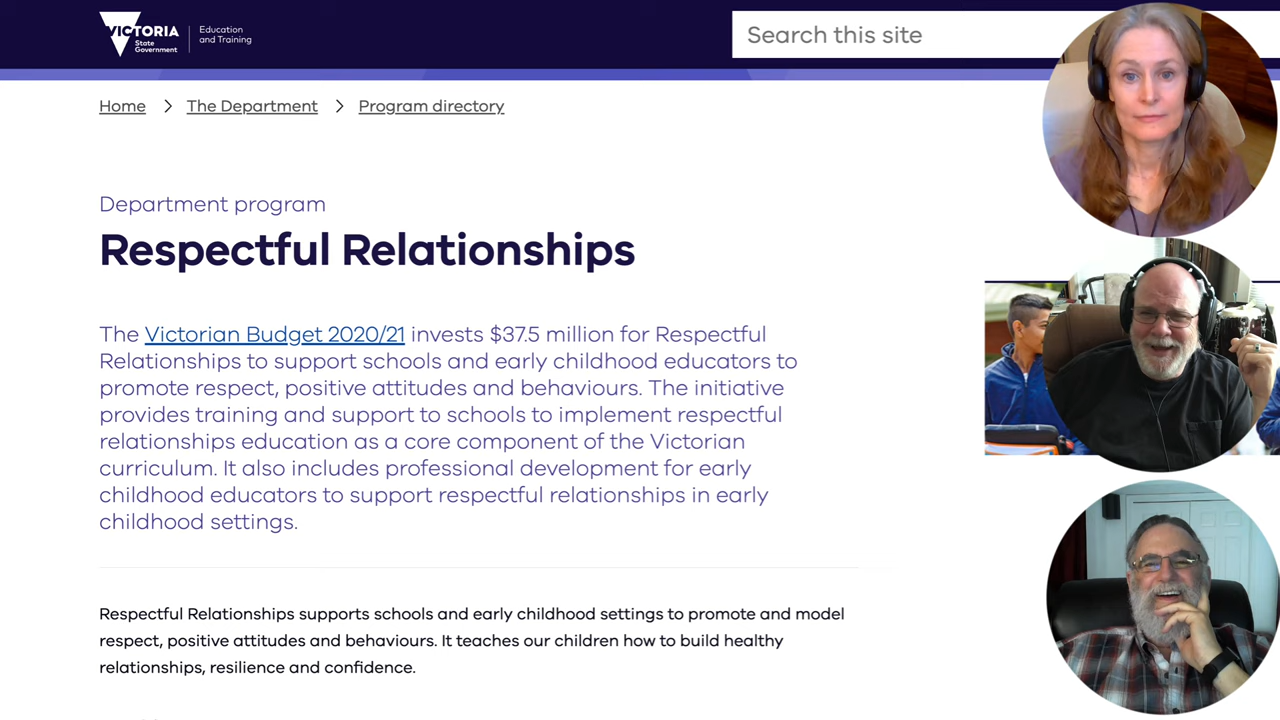 VICTORIA
State
Government
Education
and Training
Search this site
Home > The Department > Program directory
Department program
Respectful Relationships
The Victorian Budget 2020/21 invests $37.5 million for Respectful
Relationships to support schools and early childhood educators to
promote respect, positive attitudes and behaviours. The initiative
provides training and support to schools to implement respectful
relationships education as a core component of the Victorian
curriculum. It also includes professional development for early
childhood educators to support respectful relationships in early
childhood settings.
Respectful Relationships supports schools and early childhood settings to promote and model
respect, positive attitudes and behaviours. It teaches our children how to build healthy
relationships, resilience and confidence.